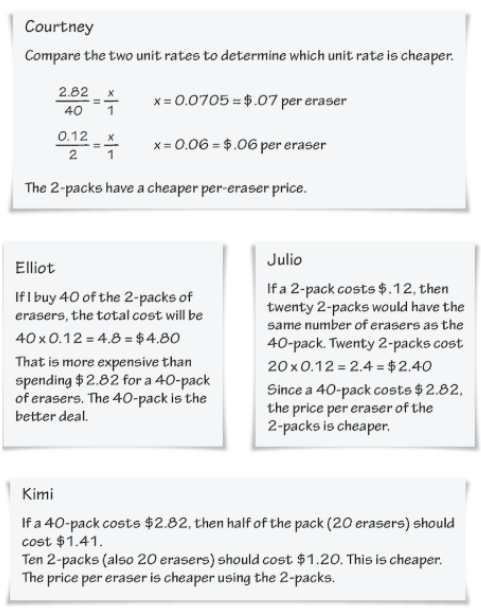 Courtney
Compare the two unit rates to determine which unit rate is cheaper.
2.82/40 = x/1 x = 0.0705 ≈ $.07 per eraser
0.12/2 = x/1 x = 0.06 = $.06 per eraser
The 2-packs have a cheaper per-eraser price.
Elliot
If I buy 40 of the 2-packs of
erasers, the total cost will be
40 x 0.12 = 4.8 = $4.80
That is more expensive than
spending $2.82 for a 40-pack
of erasers. The 40-pack is the
better deal.
Julio
If a 2-pack costs $.12, then
twenty 2-packs would have the
same number of erasers as the
40-pack. Twenty 2-packs cost
20 x 0.12 = 2.4 = $2.40
Since a 40-pack costs $2.82,
the price per eraser of the
2-packs is cheaper.
Kimi
If a 40-pack costs $2.82, then half of the pack (20 erasers) should
cost $1.41.
Ten 2-packs (also 20 erasers) should cost $1.20. This is cheaper.
The price per eraser is cheaper using the 2-packs.